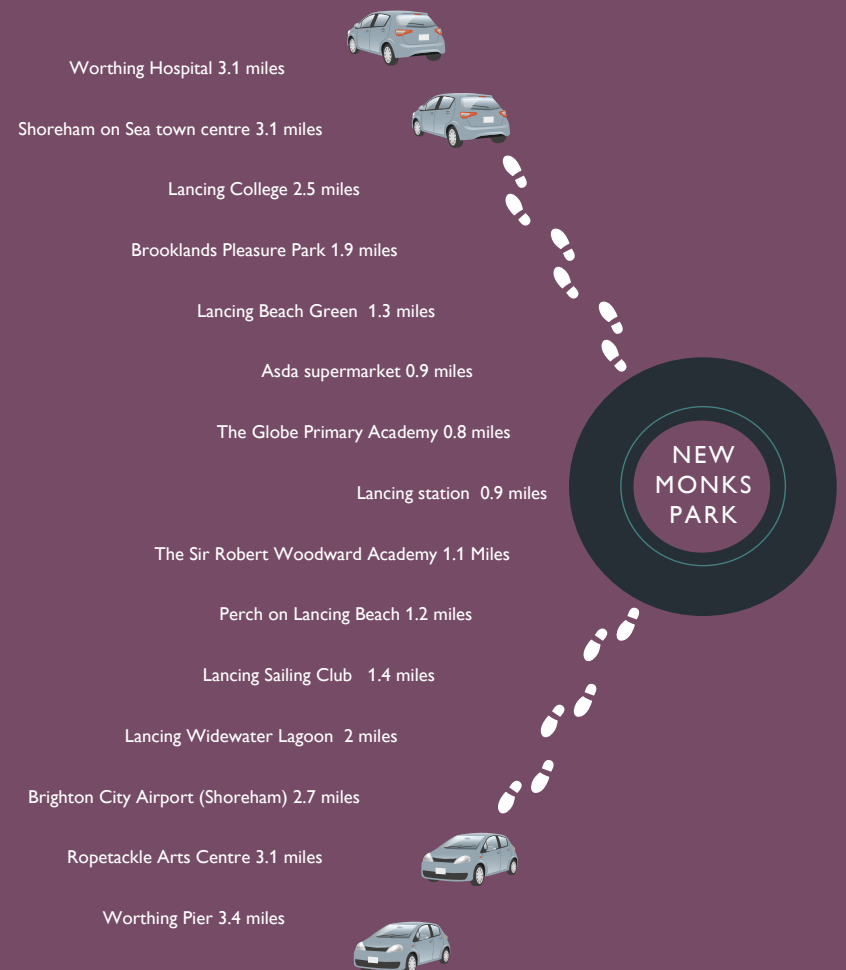 Worthing Hospital 3.1 miles
Shoreham on Sea town centre 3.1 miles
Lancing College 2.5 miles
Brooklands Pleasure Park 1.9 miles
Lancing Beach Green  1.3 miles
Asda supermarket 0.9 miles
The Globe Primary Academy 0.8 miles
Lancing station  0.9 miles
NEW
MONKS
PARK
The Sir Robert Woodward Academy 1.1 Miles
Perch on Lancing Beach 1.2 miles
Lancing Sailing Club   1.4 miles
Lancing Widewater Lagoon  2 miles
Brighton City Airport (Shoreham) 2.7 miles
Ropetackle Arts Centre 3.1 miles
Worthing Pier 3.4 miles